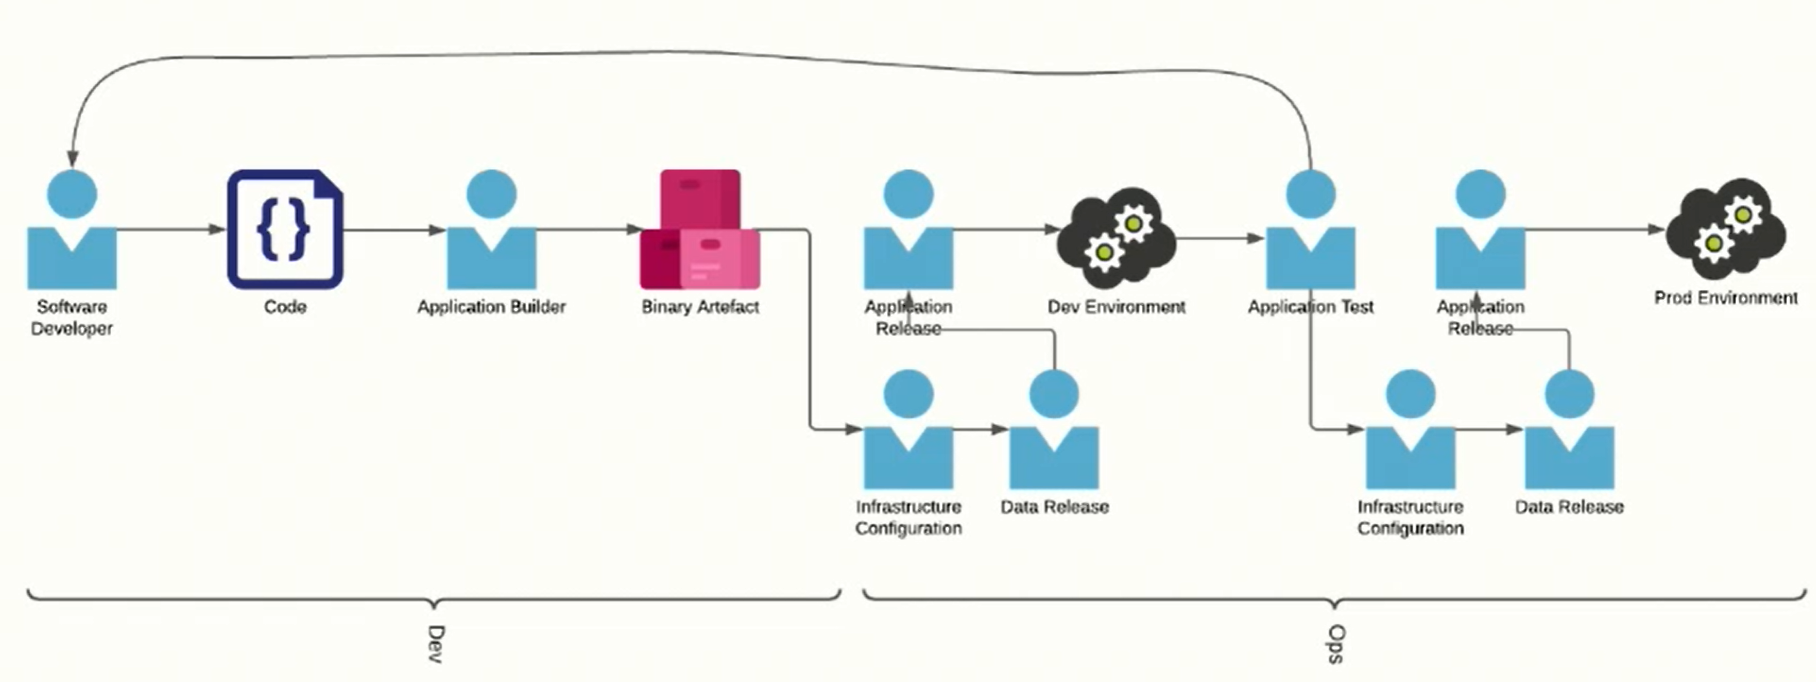 Software
Developer
Code
{}
Application Builder
Binary Artefact
Application
Release
Dev Environment
Application Test
Application
Release
Prod Environment
Infrastructure
Configuration
Data Release
Infrastructure
Configuration
Data Release
Dev
Ops